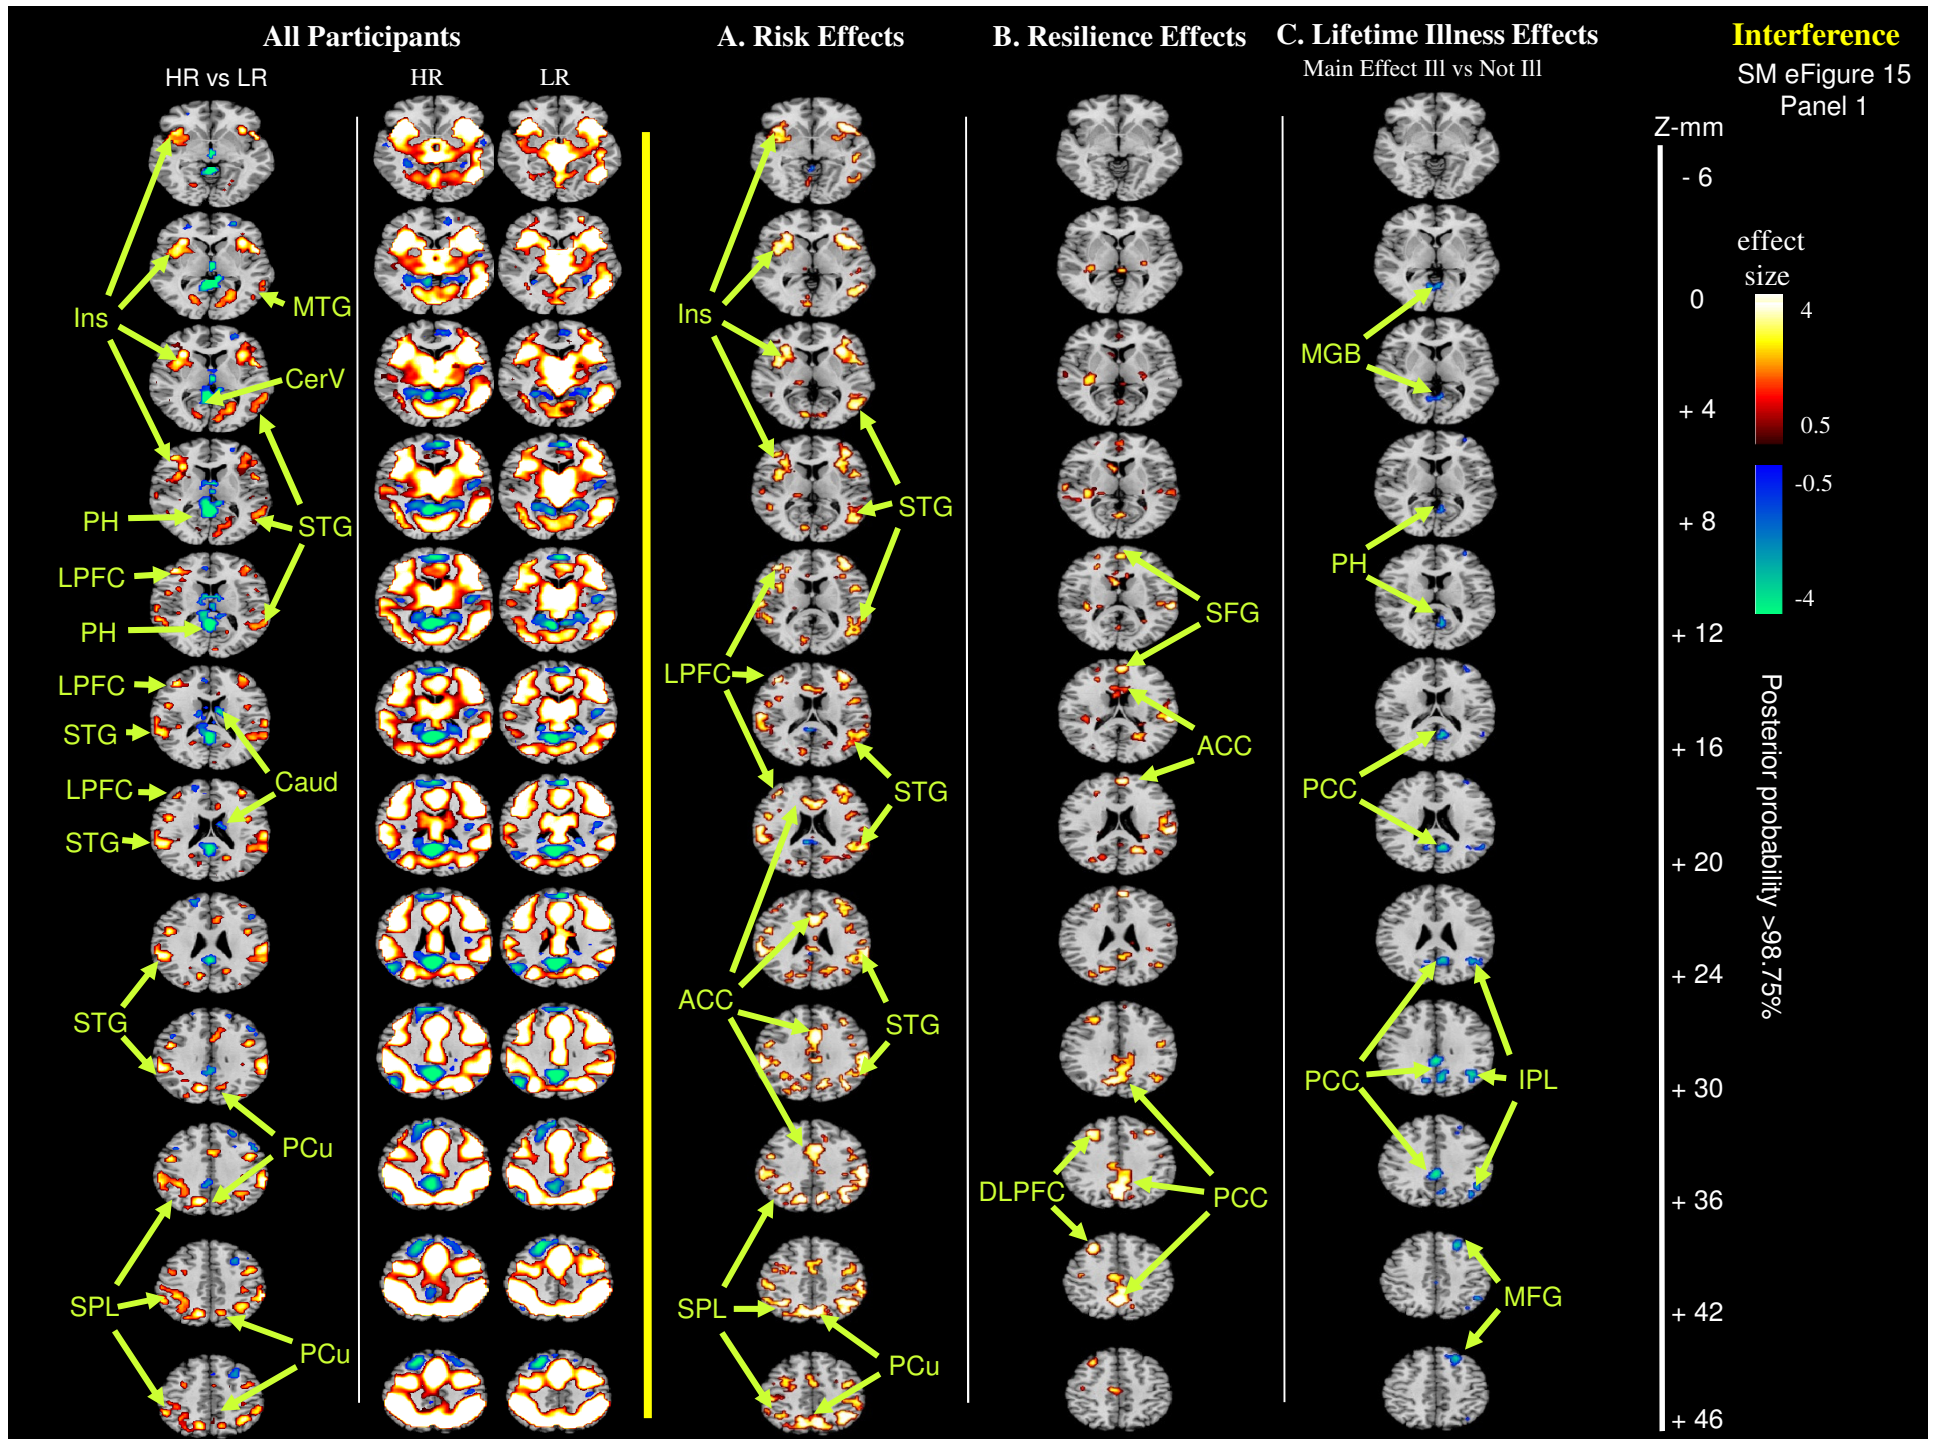 All Participants
A. Risk Effects
B. Resilience Effects
C. Lifetime Illness Effects
Main Effect Ill vs Not Ill
Interference
SM eFigure 15
Panel 1
HR vs LR
HR
LR
Ins
MTG
CerV
PH
STG
LPFC
PH
LPFC
STG
Caud
LPFC
STG
STG
PCu
SPL
PCu
Ins
STG
LPFC
STG
ACC
STG
SPL
PCu
SFG
ACC
DLPFC
PCC
MGB
PH
PCC
PCC
IPL
MFG
Z-mm
- 6
0
+ 4
+ 8
+ 12
+ 16
+ 20
+ 24
+ 30
+ 36
+ 42
+ 46
effect
size
4
0.5
-0.5
-4
Posterior probability >98.75%